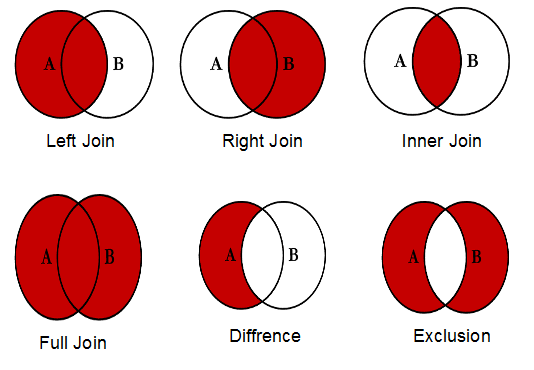 A B
Left Join
A B
Right Join
A B
Inner Join
A B
Full Join
A B
Diffrence
A B
Exclusion